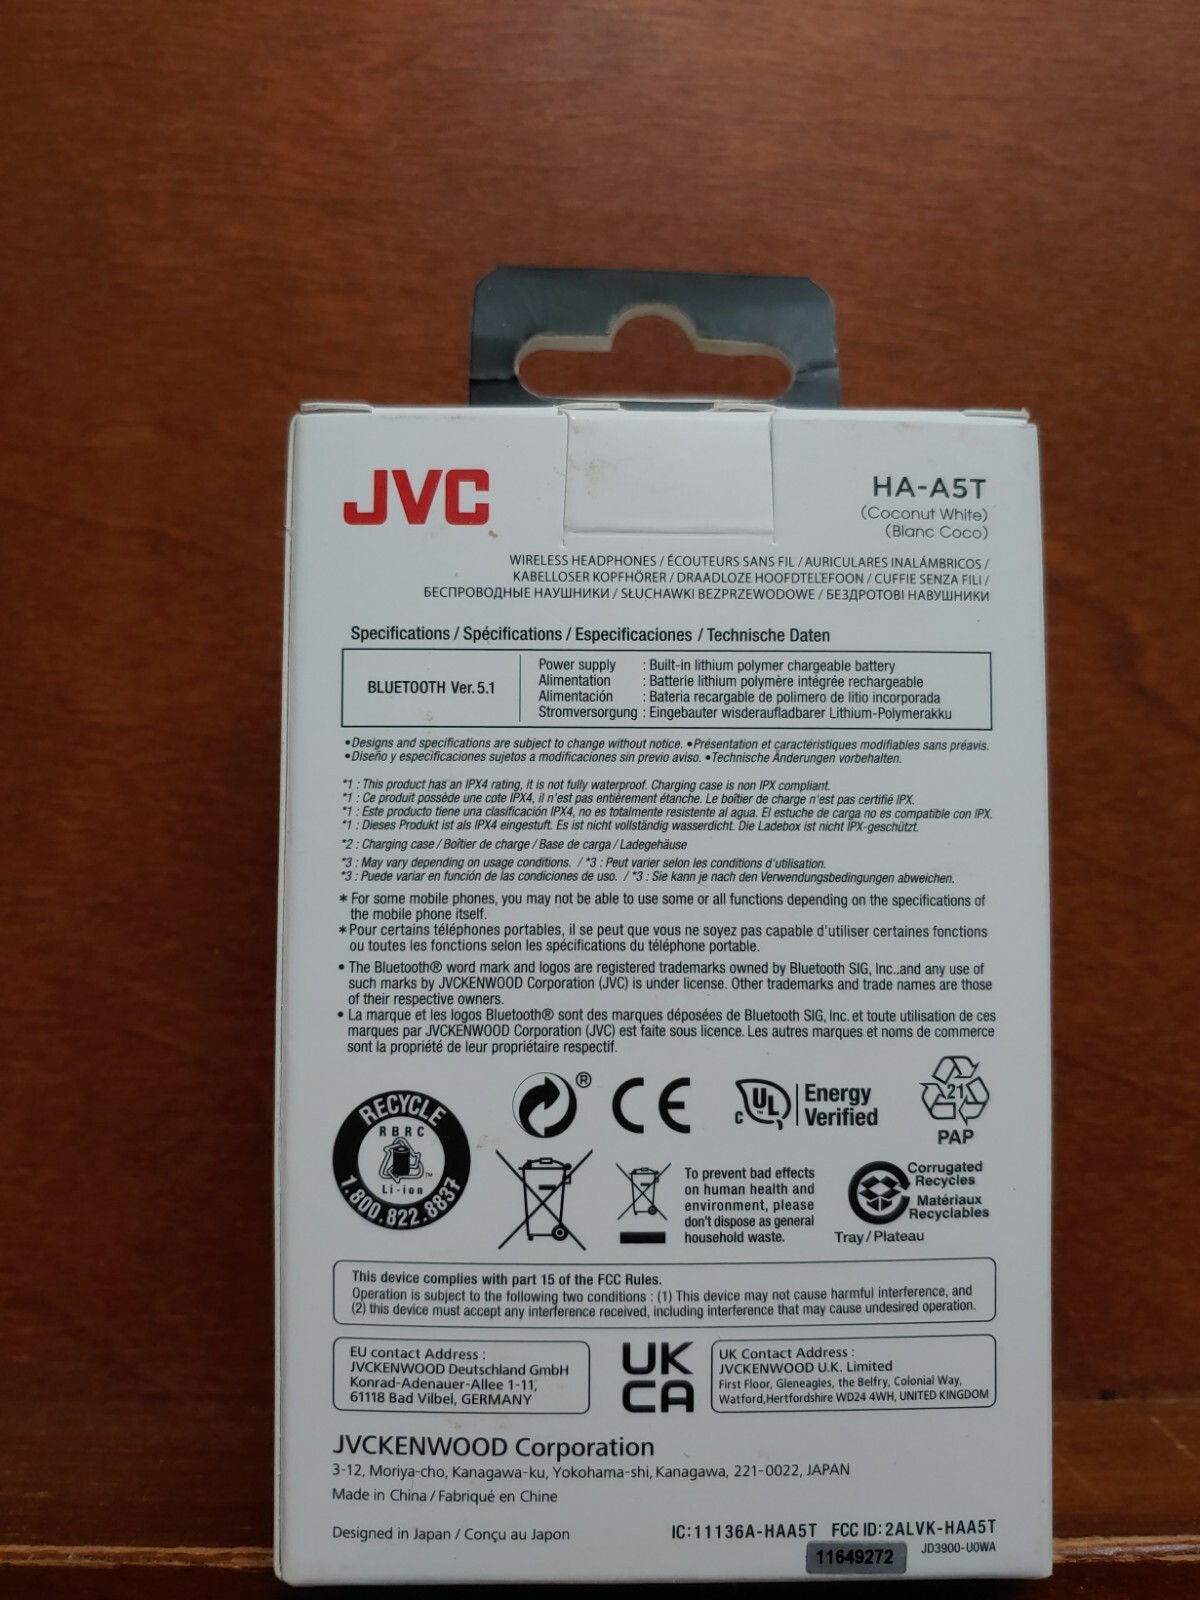 JVC
HA-A5T
(Coconut White)
(Blanc Coco)
WIRELESS HEADPHONES / ÉCOUTEURS SANS FIL / AURICULARES INALÁMBRICOS /
KABELLOSER KOPFHÖRER / DRAADLOZE HOOFDTELEFOON / CUFFIE SENZA FILI /
БЕСПРОВОДНЫЕ НАУШНИКИ / SŁUCHAWKI BEZPRZEWODOWE / БЕЗДРОТОВІ НАВУШНИКИ
Specifications / Spécifications / Especificaciones / Technische Daten
BLUETOOTH Ver. 5.1
Power supply : Built-in lithium polymer chargeable battery
Alimentation : Batterie lithium polymère intégrée rechargeable
Alimentación : Bateria recargable de polimero de litio incorporada
Stromversorgung : Eingebauter wisderaufladbarer Lithium-Polymerakku
•Designs and specifications are subject to change without notice. •Présentation et caractéristiques modifiables sans préavis.
•Diseño y especificaciones sujetos a modificaciones sin previo aviso. •Technische Änderungen vorbehalten.
*1 : This product has an IPX4 rating, it is not fully waterproof. Charging case is non IPX compliant.
*1 : Ce produit possède une cote IPX4, il n'est pas entièrement étanche. Le boîtier de charge n'est pas certifié IPX.
*1 : Este producto tiene una clasificación IPX4, no es totalmente resistente al agua. El estuche de carga no es compatible con IPX.
*1 : Dieses Produkt ist als IPX4 eingestuft. Es ist nicht vollständig wasserdicht. Die Ladebox ist nicht IPX-geschützt.
*2 : Charging case / Boîtier de charge / Base de carga / Ladegehäuse
*3 : May vary depending on usage conditions. / *3 : Peut varier selon les conditions d'utilisation.
*3 : Puede variar en función de las condiciones de uso. / *3 : Sie kann je nach den Verwendungsbedingungen abweichen.
* For some mobile phones, you may not be able to use some or all functions depending on the specifications of
the mobile phone itself.
* Pour certains téléphones portables, il se peut que vous ne soyez pas capable d'utiliser certaines fonctions
ou toutes les fonctions selon les spécifications du téléphone portable.
• The Bluetooth® word mark and logos are registered trademarks owned by Bluetooth SIG, Inc..and any use of
such marks by JVCKENWOOD Corporation (JVC) is under license. Other trademarks and trade names are those
of their respective owners.
• La marque et les logos Bluetooth® sont des marques déposées de Bluetooth SIG, Inc. et toute utilisation de ces
marques par JVCKENWOOD Corporation (JVC) est faite sous licence. Les autres marques et noms de commerce
sont la propriété de leur propriétaire respectif.
RECYCLE
RBRC
Li-ion
™
1.800.822.8837
®
CE
c UL ™
Energy
Verified
21
PAP
To prevent bad effects
on human health and
environment, please
don't dispose as general
household waste.
Corrugated
Recycles
Matériaux
Recyclables
Tray / Plateau
This device complies with part 15 of the FCC Rules.
Operation is subject to the following two conditions : (1) This device may not cause harmful interference, and
(2) this device must accept any interference received, including interference that may cause undesired operation.
EU contact Address :
JVCKENWOOD Deutschland GmbH
Konrad-Adenauer-Allee 1-11,
61118 Bad Vilbel, GERMANY
UK
CA
UK Contact Address :
JVCKENWOOD U.K. Limited
First Floor, Gleneagles, the Belfry, Colonial Way,
Watford,Hertfordshire WD24 4WH, UNITED KINGDOM
JVCKENWOOD Corporation
3-12, Moriya-cho, Kanagawa-ku, Yokohama-shi, Kanagawa, 221-0022, JAPAN
Made in China / Fabriqué en Chine
Designed in Japan / Conçu au Japon
IC:11136A-HAA5T FCC ID:2ALVK-HAA5T
11649272
JD3900-U0WA